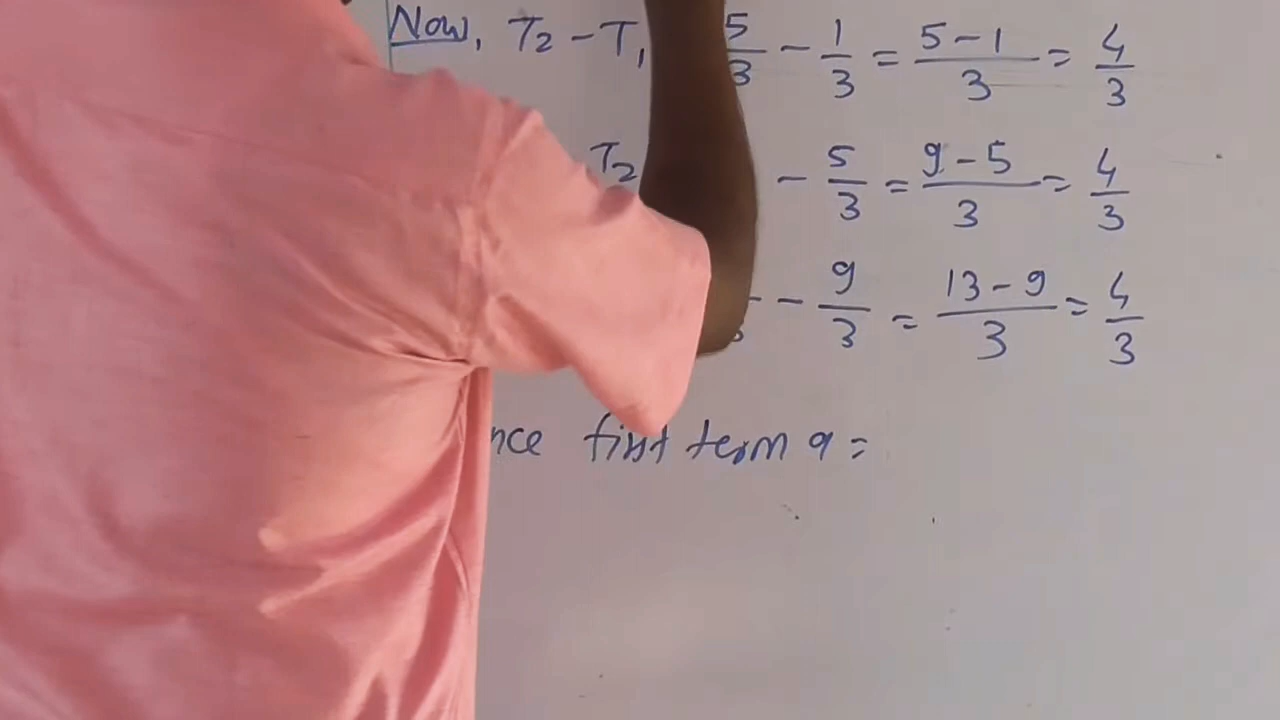 Now, T₂ - T₁ 5/3 - 1/3 = (5-1)/3 = 4/3
T₂ - 5/3 = (9-5)/3 = 4/3
- 9/3 = (13-9)/3 = 4/3
nce first term a =